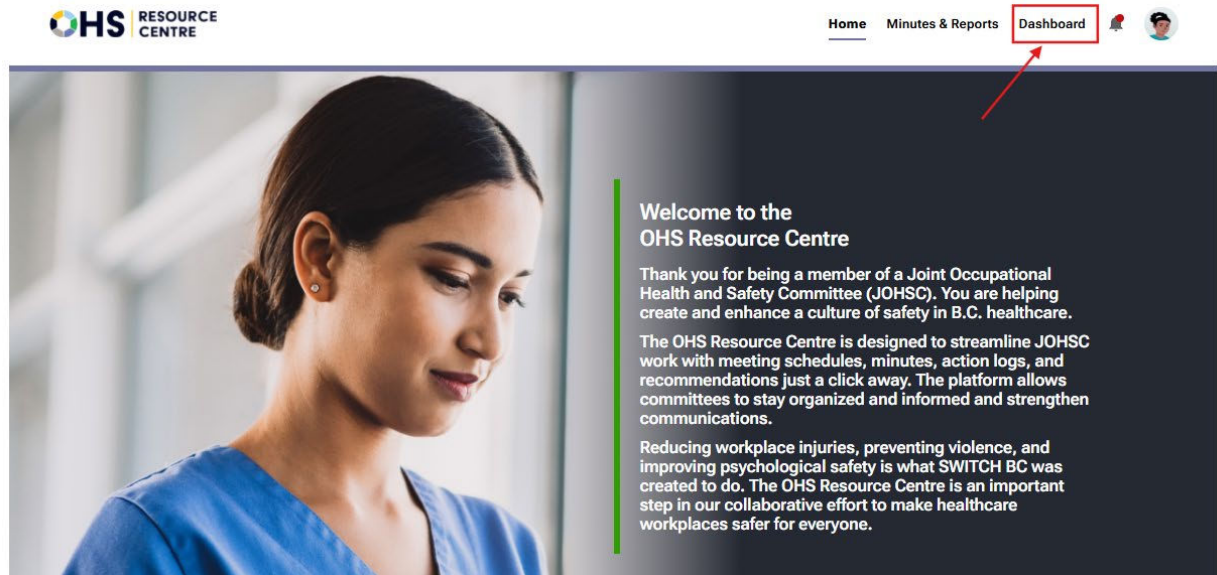 OHS RESOURCE CENTRE
Home Minutes & Reports Dashboard
Welcome to the
OHS Resource Centre
Thank you for being a member of a Joint Occupational
Health and Safety Committee (JOHSC). You are helping
create and enhance a culture of safety in B.C. healthcare.
The OHS Resource Centre is designed to streamline JOHSC
work with meeting schedules, minutes, action logs, and
recommendations just a click away. The platform allows
committees to stay organized and informed and strengthen
communications.
Reducing workplace injuries, preventing violence, and
improving psychological safety is what SWITCH BC was
created to do. The OHS Resource Centre is an important
step in our collaborative effort to make healthcare
workplaces safer for everyone.